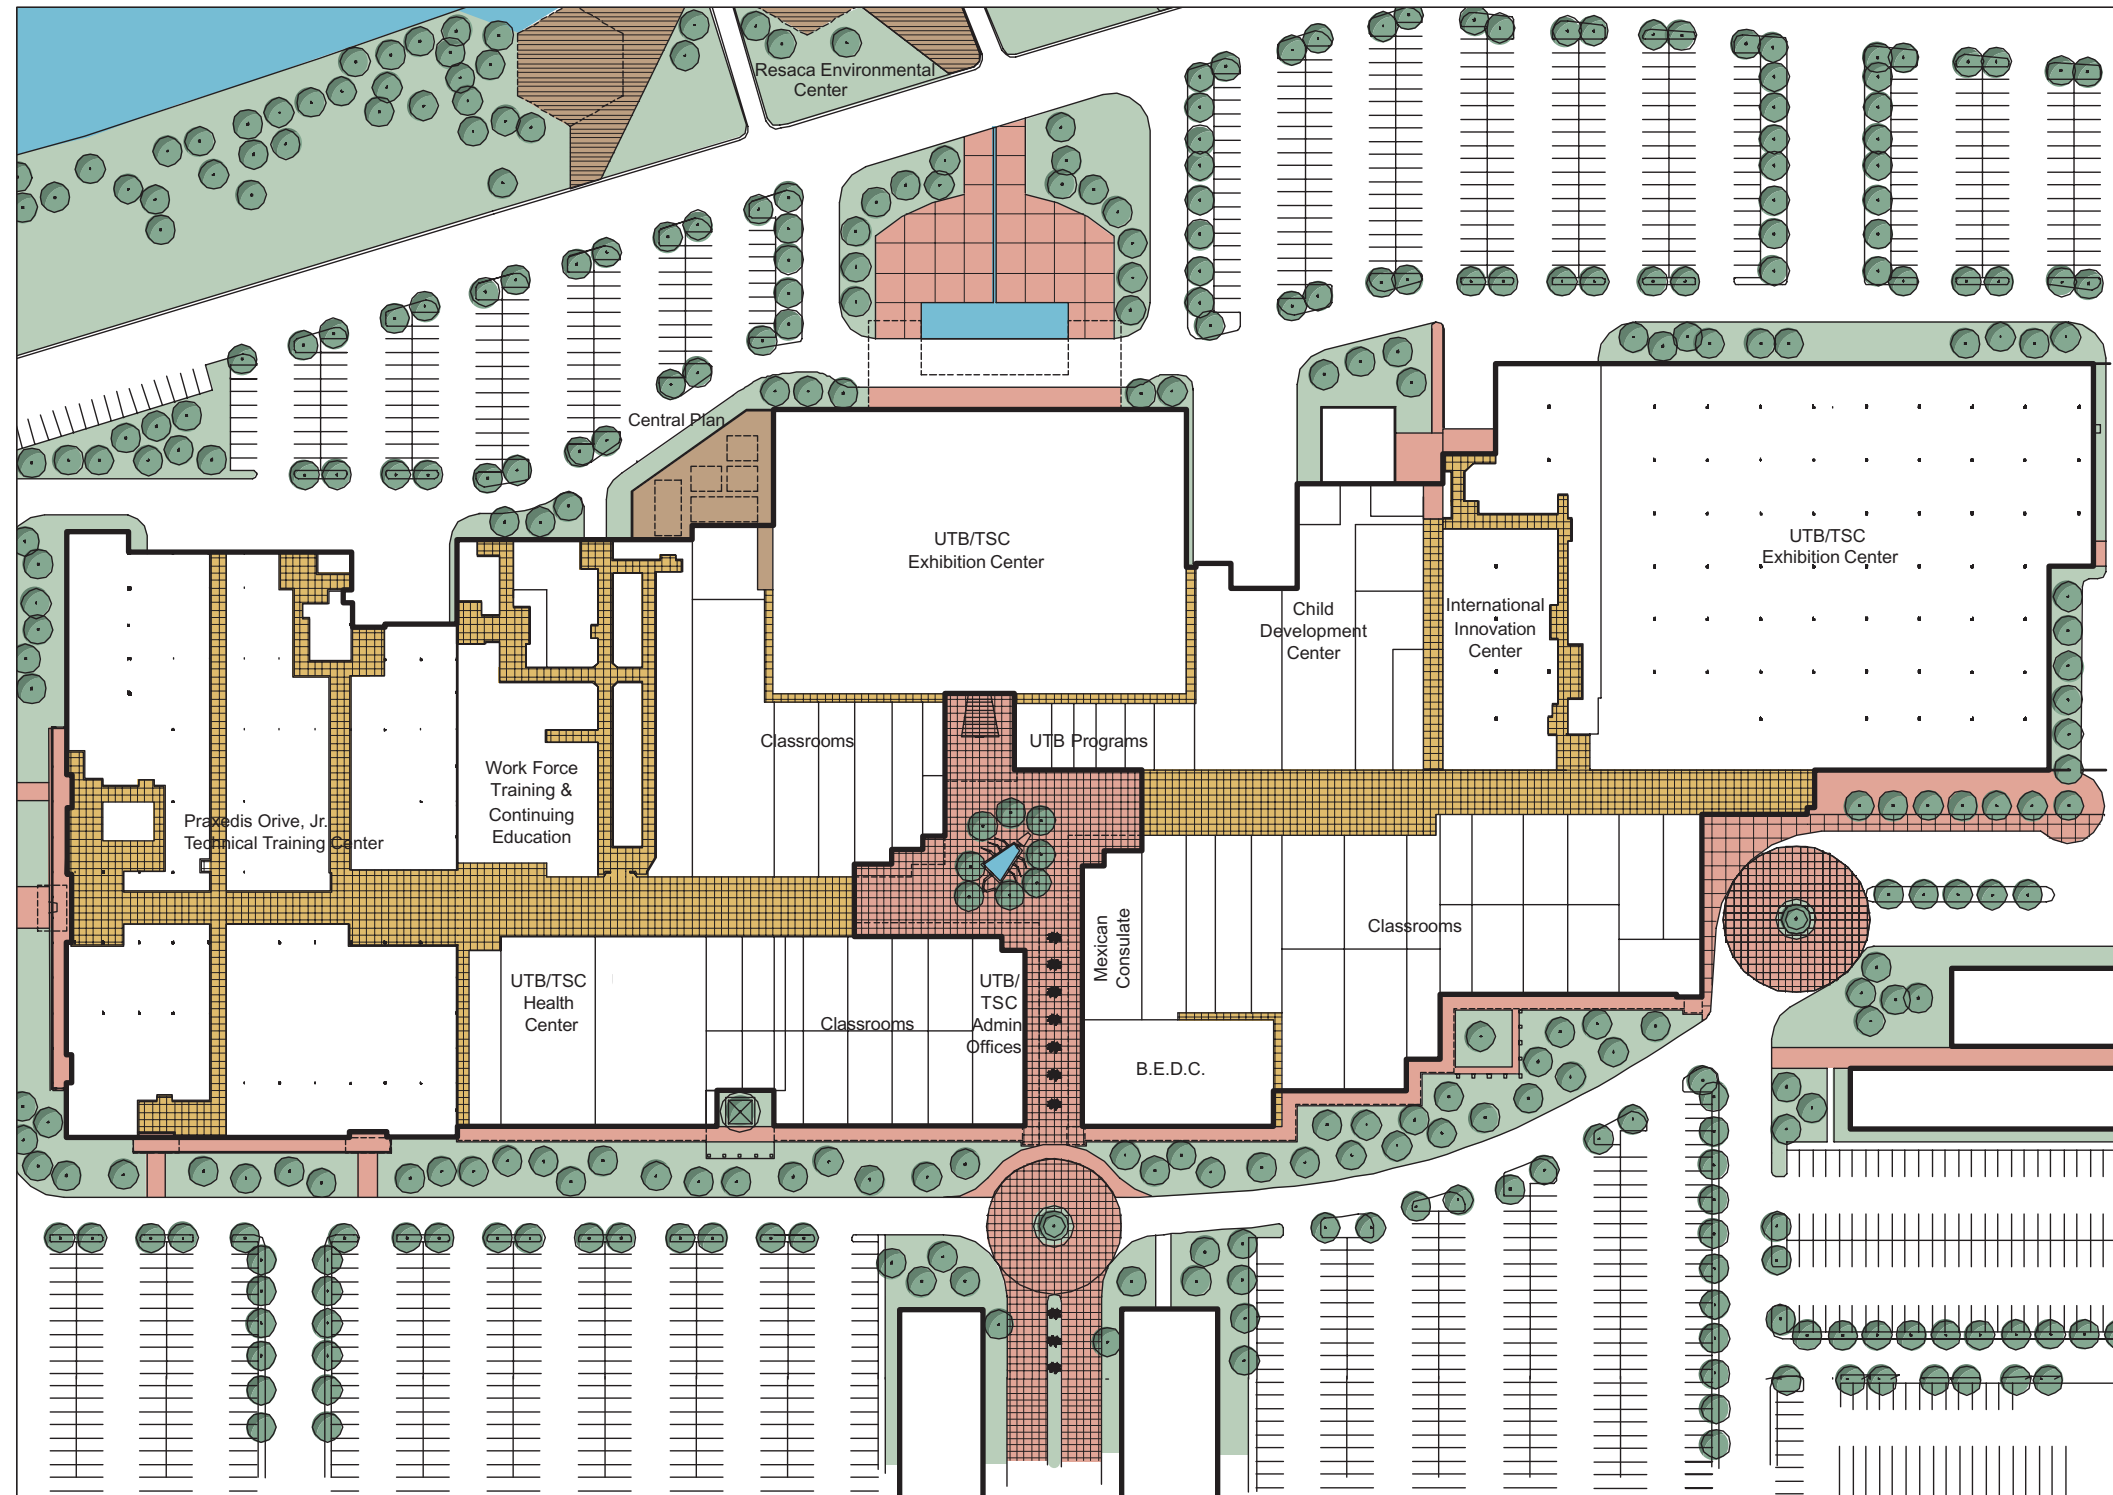 Resaca Environmental
Center
Central Plan
UTB/TSC
Exhibition Center
UTB/TSC
Exhibition Center
Child
Development
Center
International
Innovation
Center
Classrooms
UTB Programs
Work Force
Training &
Continuing
Education
Praxedis Orive, Jr.
Technical Training Center
Mexican
Consulate
Classrooms
UTB/TSC
Health
Center
Classrooms
UTB/
TSC
Admin
Offices
B.E.D.C.